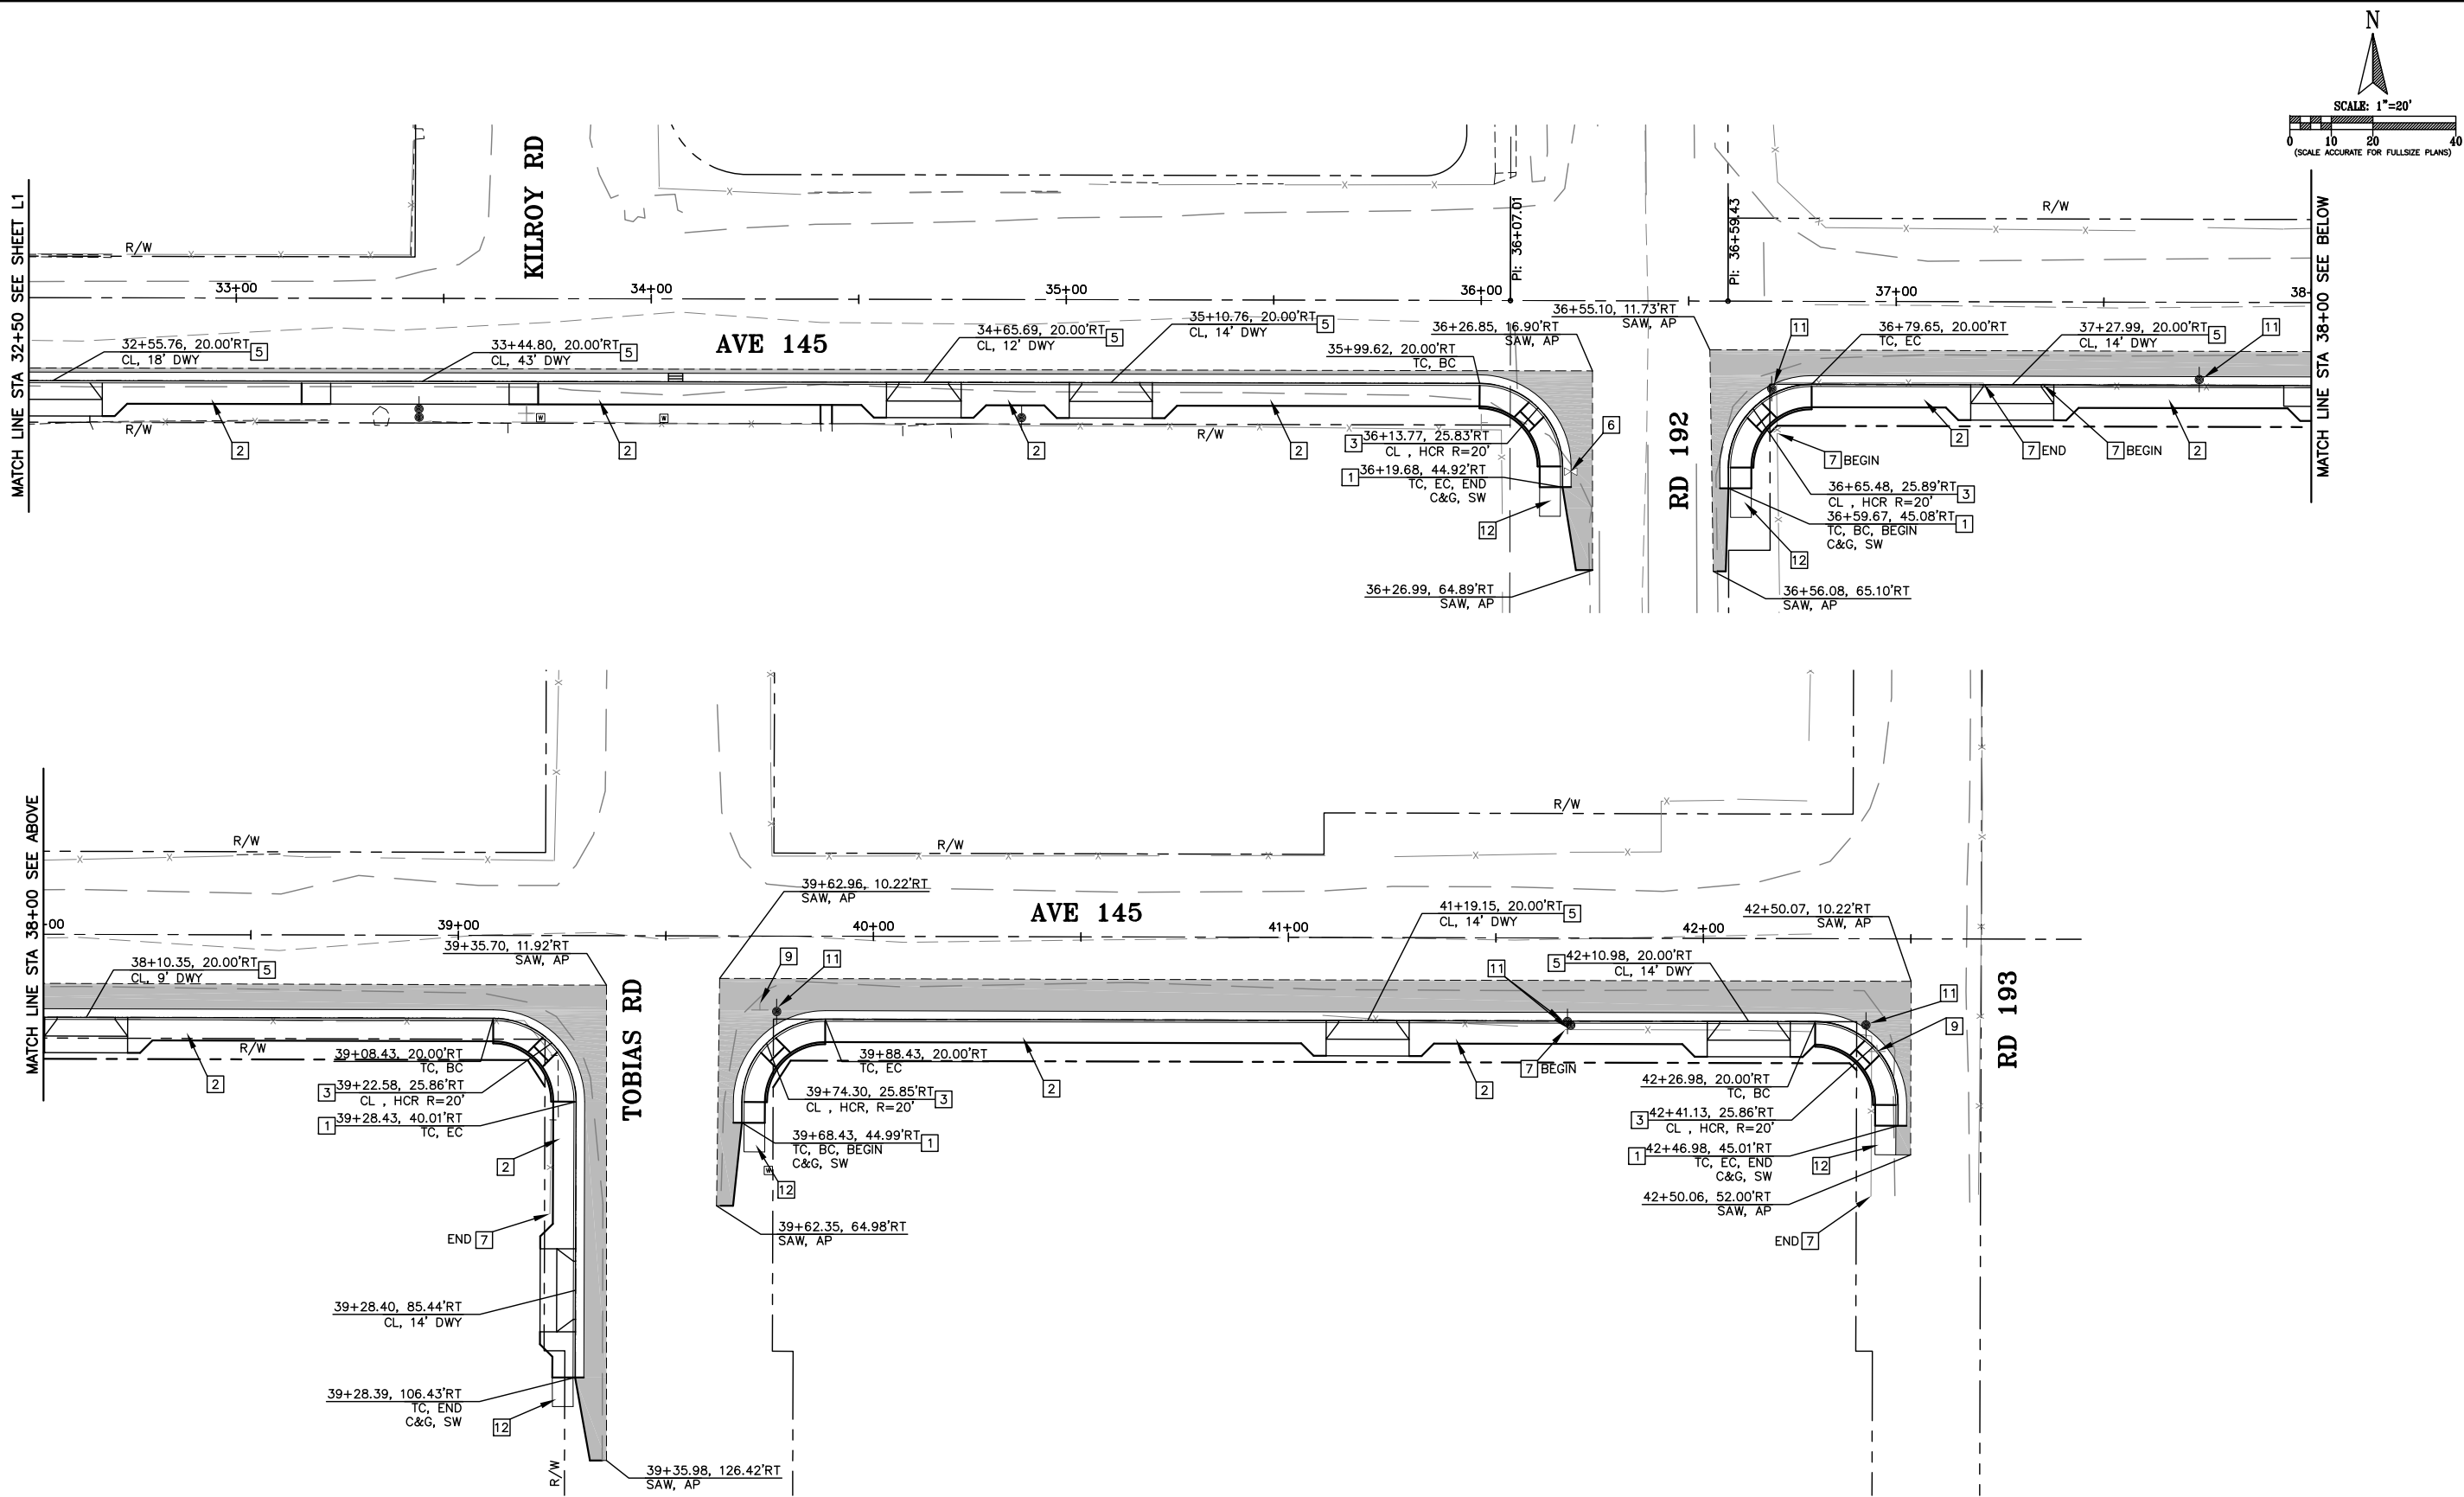 N
SCALE: 1"=20'
0 10 20 40
(SCALE ACCURATE FOR FULLSIZE PLANS)
MATCH LINE STA 32+50 SEE SHEET L1
R/W
KILROY RD
PI: 36+07.01
PI: 36+59.43
R/W
MATCH LINE STA 38+00 SEE BELOW
33+00
34+00
35+00
36+00
37+00
38
32+55.76, 20.00'RT 5
CL, 18' DWY
33+44.80, 20.00'RT 5
CL, 43' DWY
AVE 145
34+65.69, 20.00'RT 5
CL, 12' DWY
35+10.76, 20.00'RT 5
CL, 14' DWY
36+26.85, 16.90'RT
SAW, AP
36+55.10, 11.73'RT
SAW, AP
35+99.62, 20.00'RT
TC, BC
11
36+79.65, 20.00'RT
TC, EC
37+27.99, 20.00'RT 5
CL, 14' DWY
11
R/W
2
W
W
2
2
R/W
2
3 36+13.77, 25.83'RT
CL , HCR R=20'
6
1 36+19.68, 44.92'RT
TC, EC, END
C&G, SW
12
RD 192
7 BEGIN
2
7 END
7 BEGIN
2
36+65.48, 25.89'RT 3
CL , HCR R=20'
36+59.67, 45.08'RT 1
TC, BC, BEGIN
C&G, SW
12
36+26.99, 64.89'RT
SAW, AP
36+56.08, 65.10'RT
SAW, AP
MATCH LINE STA 38+00 SEE ABOVE
R/W
R/W
R/W
39+62.96, 10.22'RT
SAW, AP
AVE 145
41+19.15, 20.00'RT 5
CL, 14' DWY
42+50.07, 10.22'RT
SAW, AP
00
39+00
40+00
41+00
42+00
39+35.70, 11.92'RT
SAW, AP
38+10.35, 20.00'RT 5
CL, 9' DWY
9
11
11
5 42+10.98, 20.00'RT
CL, 14' DWY
11
9
RD 193
TOBIAS RD
R/W
2
39+08.43, 20.00'RT
TC, BC
3 39+22.58, 25.86'RT
CL , HCR R=20'
1 39+28.43, 40.01'RT
TC, EC
2
39+88.43, 20.00'RT
TC, EC
39+74.30, 25.85'RT 3
CL , HCR, R=20'
2
39+68.43, 44.99'RT 1
TC, BC, BEGIN
C&G, SW
W
12
7 BEGIN
2
42+26.98, 20.00'RT
TC, BC
3 42+41.13, 25.86'RT
CL , HCR, R=20'
1 42+46.98, 45.01'RT
TC, EC, END
C&G, SW
12
42+50.06, 52.00'RT
SAW, AP
END 7
END 7
39+62.35, 64.98'RT
SAW, AP
39+28.40, 85.44'RT
CL, 14' DWY
39+28.39, 106.43'RT
TC, END
C&G, SW
12
R/W
39+35.98, 126.42'RT
SAW, AP